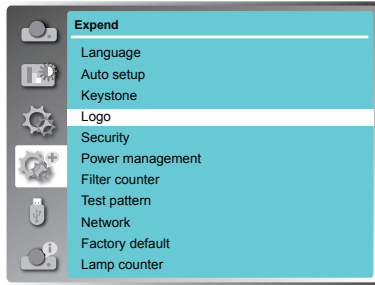 Expend
Language
Auto setup
Keystone
Logo
Security
Power management
Filter counter
Test pattern
Network
Factory default
Lamp counter